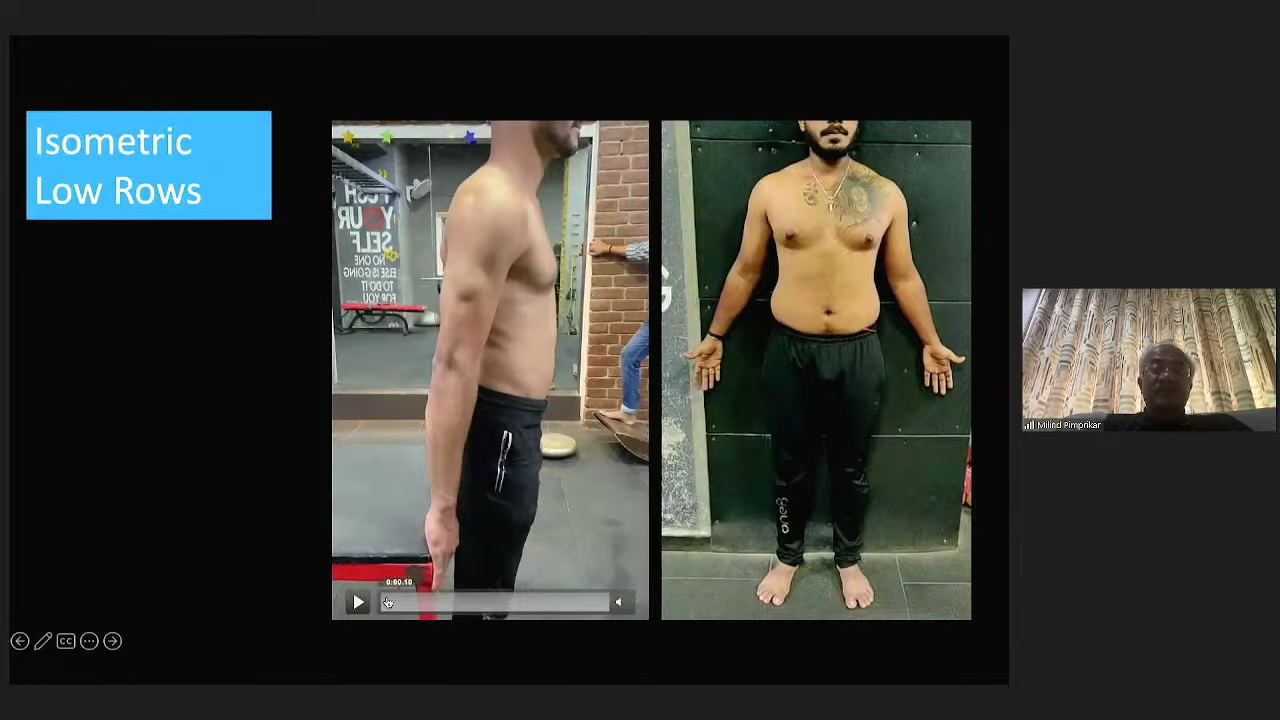 Isometric
Low Rows
PUSH
YOUR
SELF
NO ONE
ELSE IS GOING
TO DO IT
FOR YOU
0:00.10
CC
Milind Pimprikar